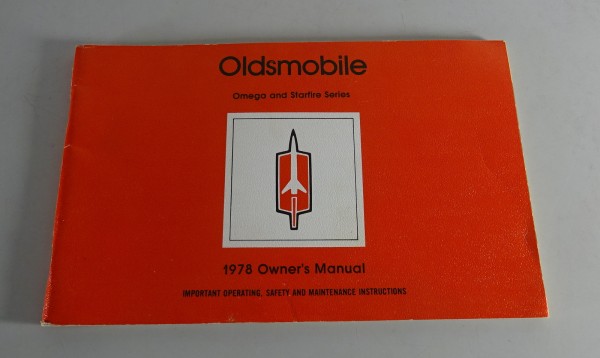 Oldsmobile
Omega and Starfire Series
1978 Owner's Manual
IMPORTANT OPERATING, SAFETY AND MAINTENANCE INSTRUCTIONS